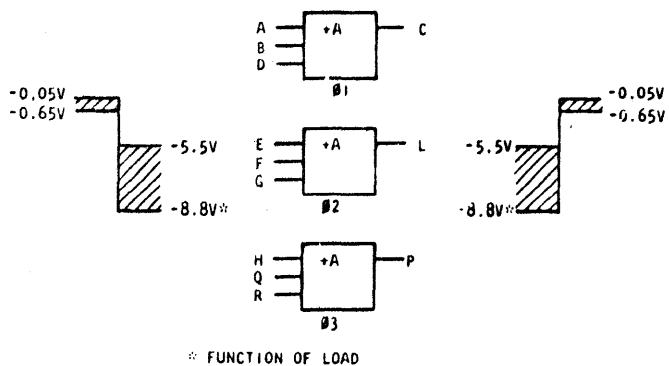 A +A C
B
D
Ø1
-0.05V
-0.65V
-5.5V
-8.8V*
E +A L
F
G
Ø2
-0.05V
-0.65V
-5.5V
-8.8V*
H +A P
Q
R
Ø3
* FUNCTION OF LOAD